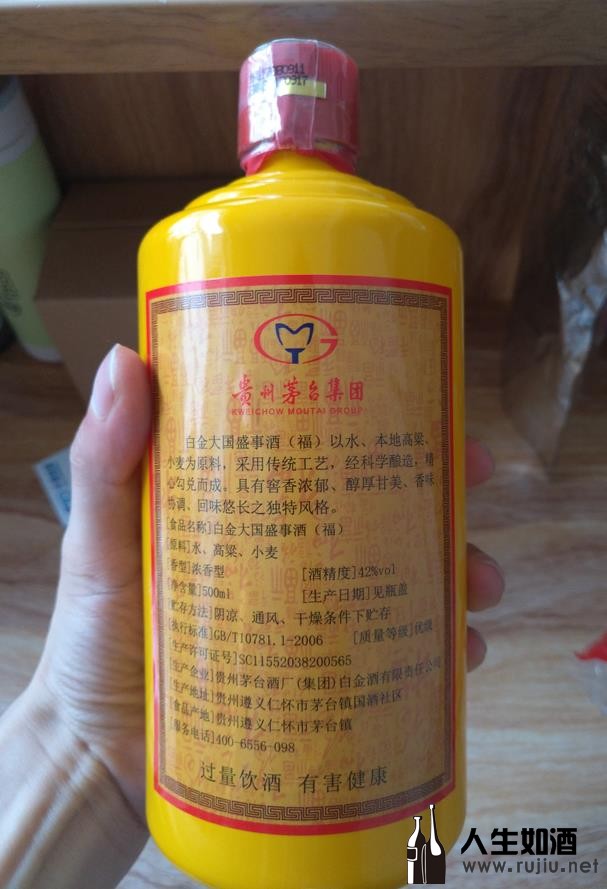 贵州茅台集团
KWEICHOW MOUTAI GROUP
白金大国盛事酒（福）以水、本地高粱、
小麦为原料，采用传统工艺，经科学酿造，精
心勾兑而成。具有窖香浓郁、醇厚甘美、香味
协调、回味悠长之独特风格。
[食品名称]白金大国盛事酒（福）
[原料]水、高粱、小麦
[香型]浓香型 [酒精度]42%vol
[净含量]500ml [生产日期]见瓶盖
[贮存方法]阴凉、通风、干燥条件下贮存
[执行标准]GB/T10781.1-2006 [质量等级]优级
[生产许可证号]SC11552038200565
[生产企业]贵州茅台酒厂(集团)白金酒有限责任公司
[生产地址]贵州遵义仁怀市茅台镇国酒社区
[食品产地]贵州遵义仁怀市茅台镇
[服务电话]400-6556-098
过量饮酒 有害健康
人生如酒
www.rujiu.net